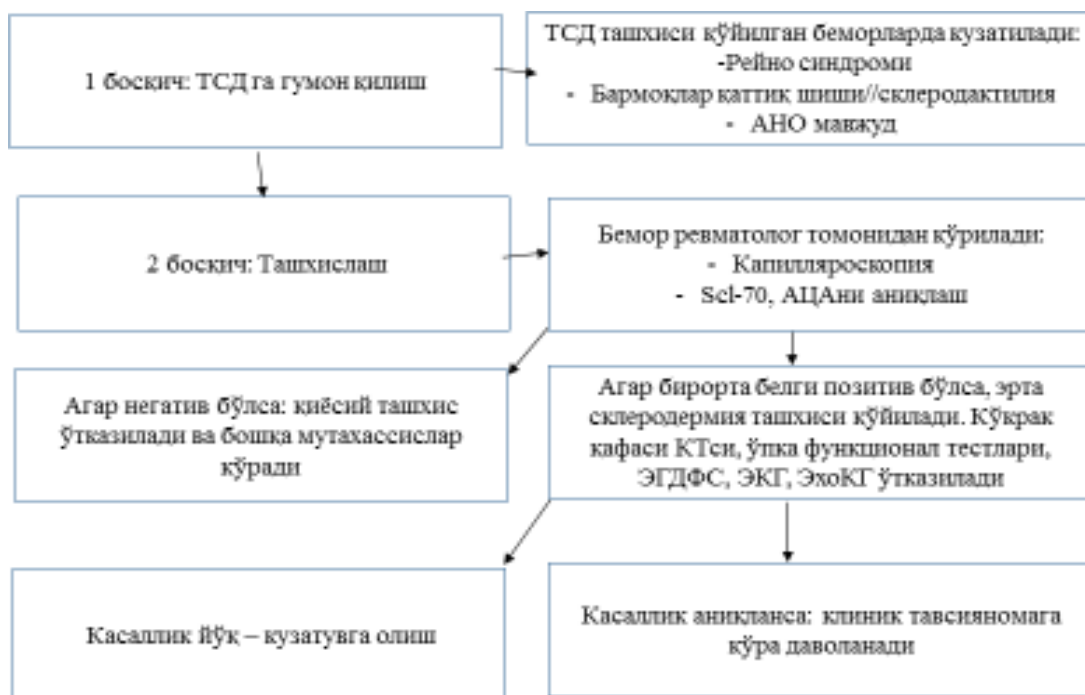 1 босқич: ТСД га гумон қилиш
ТСД ташхиси қўйилган беморларда кузатилади:
-Рейно синдроми
- Бармоқлар қаттиқ шиши//склеродактилия
- АНО мавжуд
2 босқич: Ташхислаш
Бемор ревматолог томонидан кўрилади:
- Капилляроскопия
- Scl-70, АЦАни аниқлаш
Агар негатив бўлса: қиёсий ташхис
ўтказилади ва бошқа мутахассислар
кўради
Агар бирорта белги позитив бўлса, эрта
склеродермия ташхиси қўйилади. Кўкрак
қафаси КТси, ўпка функционал тестлари,
ЭГДФС, ЭКГ, ЭхоКГ ўтказилади
Касаллик йўқ – кузатувга олиш
Касаллик аниқланса: клиник тавсияномага
кўра даволанади